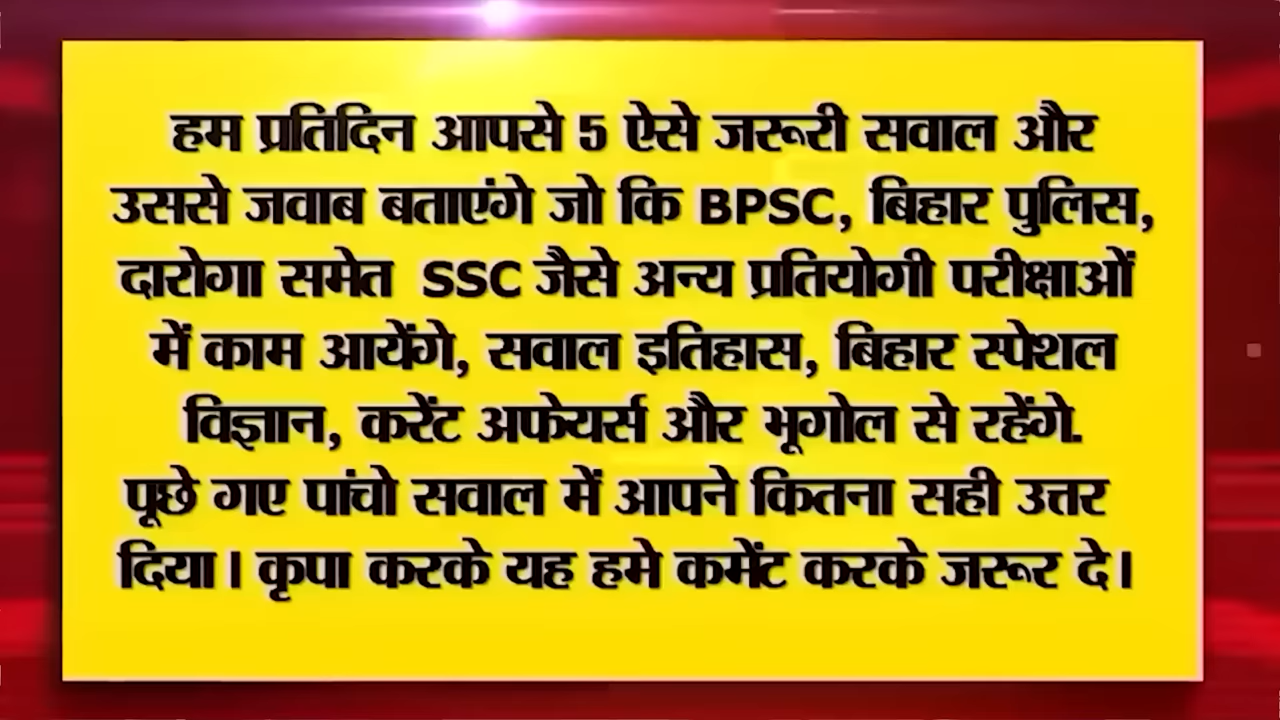 हम प्रतिदिन आपसे 5 ऐसे जरूरी सवाल और
उससे जवाब बताएंगे जो कि BPSC, बिहार पुलिस,
दारोगा समेत SSC जैसे अन्य प्रतियोगी परीक्षाओं
में काम आयेंगे, सवाल इतिहास, बिहार स्पेशल
विज्ञान, करेंट अफेयर्स और भूगोल से रहेंगे.
पूछे गए पांचो सवाल में आपने कितना सही उत्तर
दिया। कृपा करके यह हमे कमेंट करके जरूर दे।